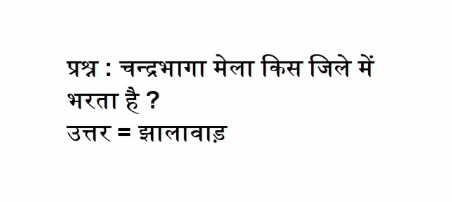 प्रश्न : चन्द्रभागा मेला किस जिले में
भरता है ?
उत्तर = झालावाड़